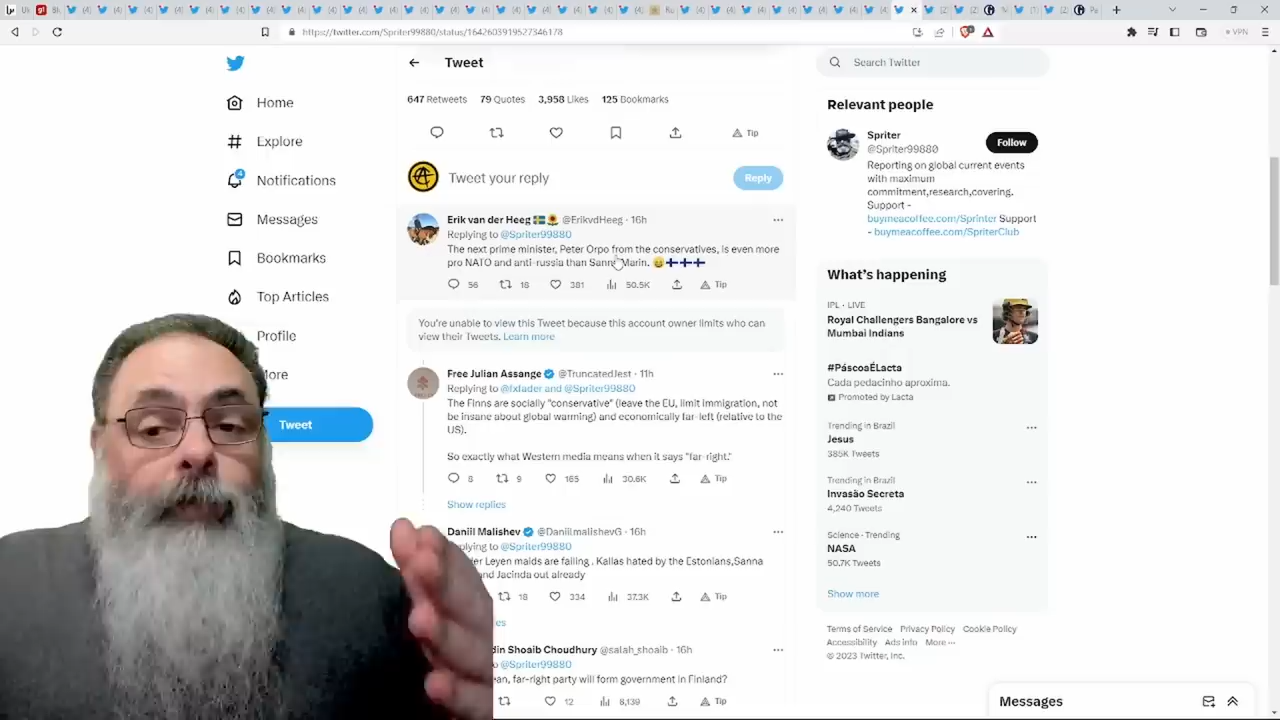 https://twitter.com/Spriter99880/status/1642603919527346178
VPN
Home
Explore
4
Notifications
Messages
Bookmarks
Top Articles
Profile
More
Tweet
Tweet
647 Retweets 79 Quotes 3,958 Likes 125 Bookmarks
Tip
Tweet your reply
Reply
Erik van der Heeg 🇸🇪🌻 @ErikvdHeeg · 16h
Replying to @Spriter99880
The next prime minister, Peter Orpo from the conservatives, is even more
pro NATO and anti-russia than Sanna Marin. 😄🇫🇮🇫🇮🇫🇮
56 18 381 50.5K Tip
You're unable to view this Tweet because this account owner limits who can
view their Tweets. Learn more
Free Julian Assange @TruncatedJest · 11h
Replying to @fxfader and @Spriter99880
The Finns are socially "conservative" (leave the EU, limit immigration, not
be insane about global warming) and economically far-left (relative to the
US).
So exactly what Western media means when it says "far-right."
8 9 165 30.6K Tip
Show replies
Daniil Malishev @DaniilmalishevG · 16h
Replying to @Spriter99880
er Leyen maids are falling . Kallas hated by the Estonians,Sanna
and Jacinda out already
18 334 37.3K Tip
es
din Shoaib Choudhury @salah_shoaib · 16h
to @Spriter99880
ean, far-right party will form government in Finland?
12 8,139 Tip
Search Twitter
Relevant people
Spriter
@Spriter99880
Follow
Reporting on global current events
with maximum
commitment,research,covering.
Support -
buymeacoffee.com/Sprinter Support
- buymeacoffee.com/SpriterClub
What's happening
IPL · LIVE
Royal Challengers Bangalore vs
Mumbai Indians
#PáscoaÉLacta
Cada pedacinho aproxima.
Promoted by Lacta
Trending in Brazil
Jesus
385K Tweets
Trending in Brazil
Invasão Secreta
4,240 Tweets
Science · Trending
NASA
50.7K Tweets
Show more
Terms of Service Privacy Policy Cookie Policy
Accessibility Ads info More ···
© 2023 Twitter, Inc.
Messages